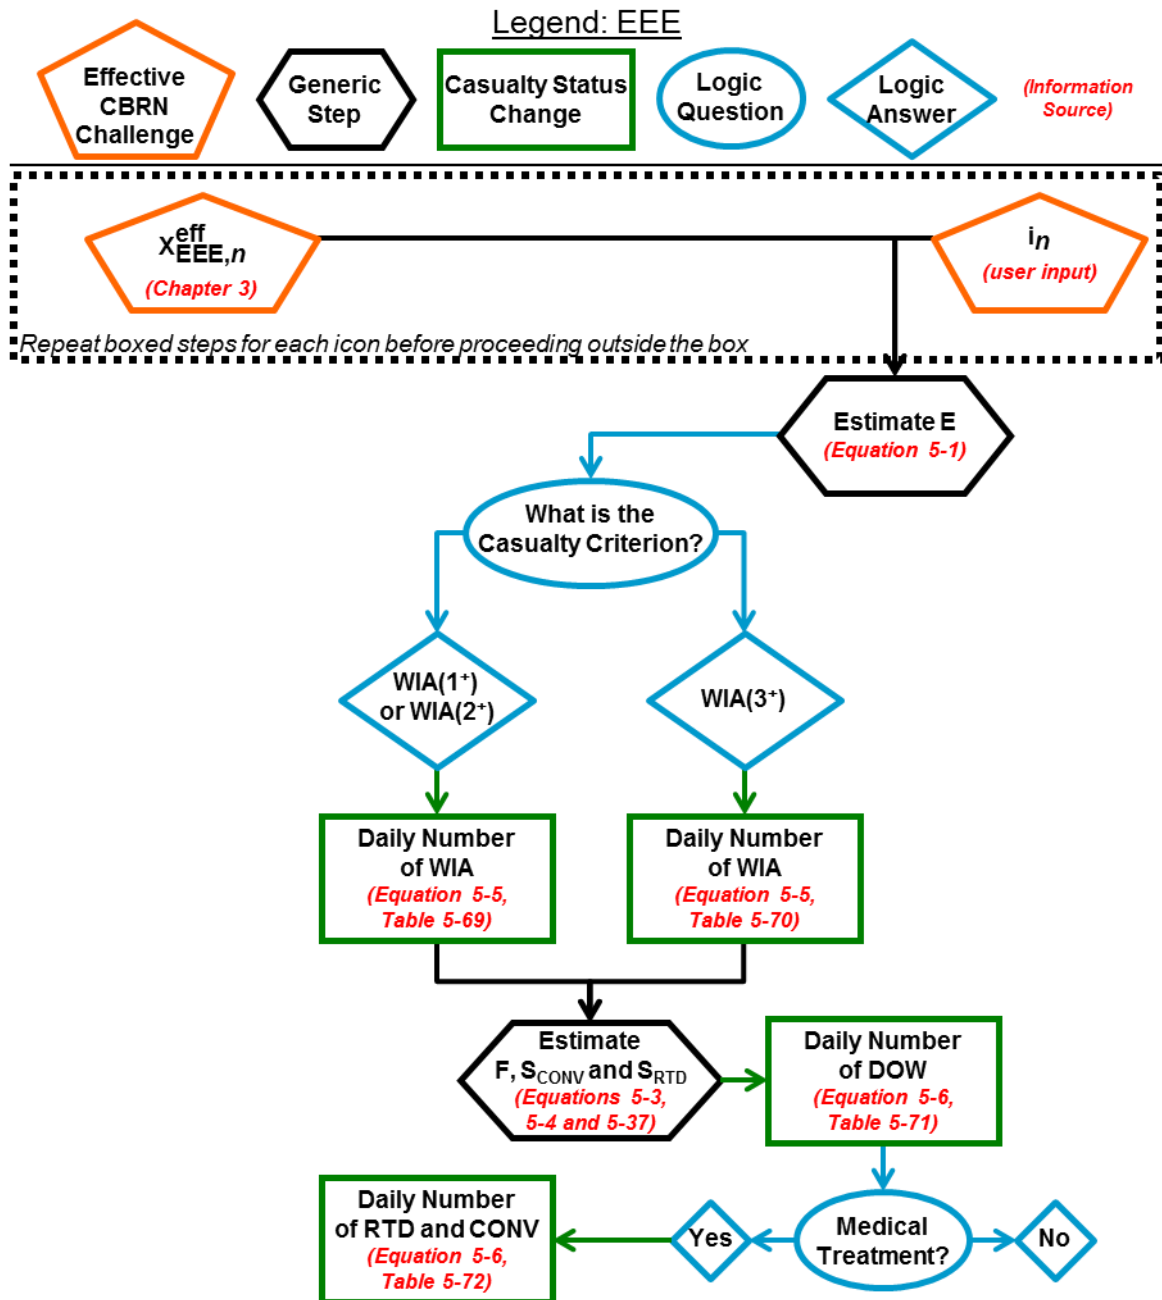 Legend: EEE
Effective
CBRN
Challenge
Generic
Step
Casualty Status
Change
Logic
Question
Logic
Answer
(Information
Source)
X^eff_EEE,n
(Chapter 3)
i_n
(user input)
Repeat boxed steps for each icon before proceeding outside the box
Estimate E
(Equation 5-1)
What is the
Casualty Criterion?
WIA(1⁺)
or WIA(2⁺)
WIA(3⁺)
Daily Number
of WIA
(Equation 5-5,
Table 5-69)
Daily Number
of WIA
(Equation 5-5,
Table 5-70)
Estimate
F, S_CONV and S_RTD
(Equations 5-3,
5-4 and 5-37)
Daily Number
of DOW
(Equation 5-6,
Table 5-71)
Daily Number
of RTD and CONV
(Equation 5-6,
Table 5-72)
Yes
Medical
Treatment?
No